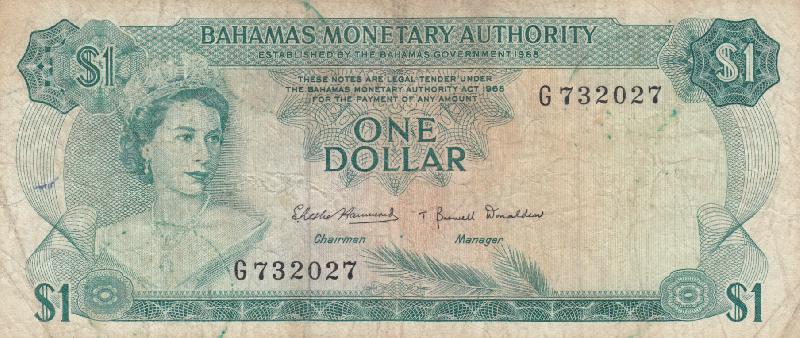 $1
BAHAMAS MONETARY AUTHORITY
$1
ESTABLISHED BY THE BAHAMAS GOVERNMENT 1968
THESE NOTES ARE LEGAL TENDER UNDER
THE BAHAMAS MONETARY AUTHORITY ACT 1968
FOR THE PAYMENT OF ANY AMOUNT
G 732027
ONE
DOLLAR
T. Donaldson
Chairman Manager
G 732027
$1
$1